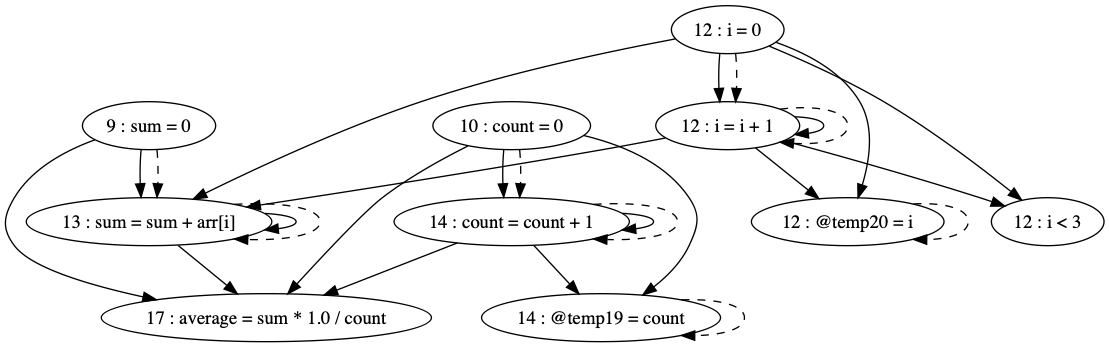 12 : i = 0
9 : sum = 0
10 : count = 0
12 : i = i + 1
13 : sum = sum + arr[i]
14 : count = count + 1
12 : @temp20 = i
12 : i < 3
17 : average = sum * 1.0 / count
14 : @temp19 = count